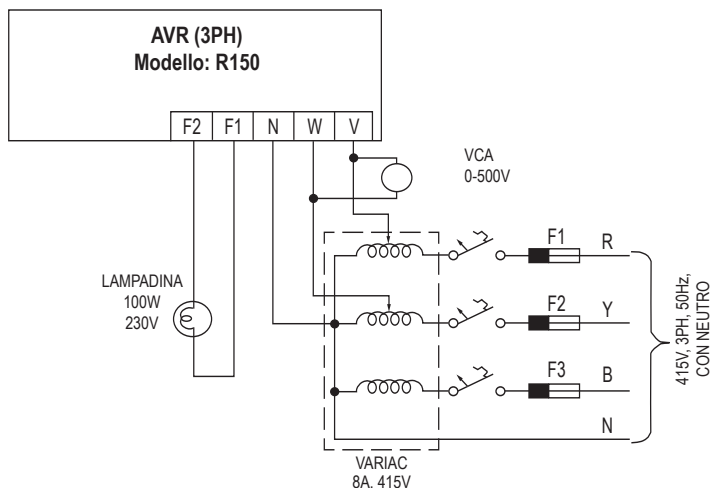 AVR (3PH)
Modello: R150
F2 F1 N W V
VCA
0-500V
LAMPADINA
100W
230V
F1 R
F2 Y
F3 B
N
415V, 3PH, 50Hz,
CON NEUTRO
VARIAC
8A, 415V